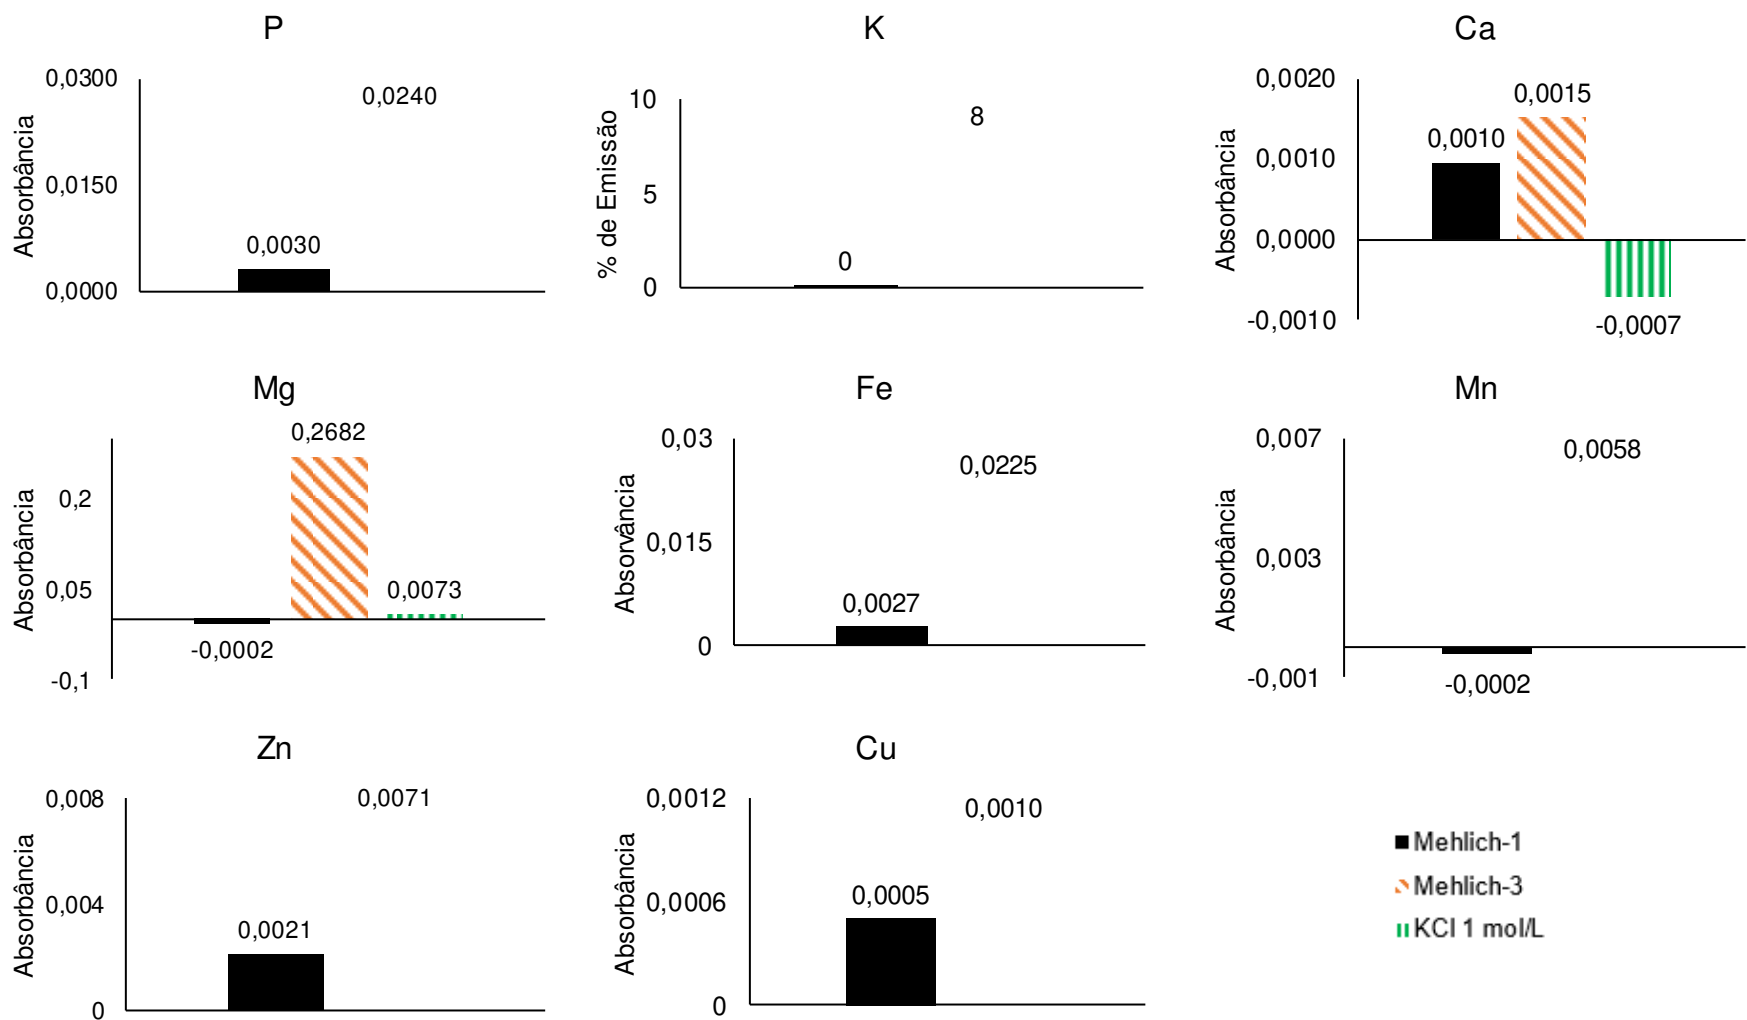 P
Absorbância
0,0300
0,0150
0,0000
0,0240
0,0030
K
% de Emissão
10
5
0
8
0
Ca
Absorbância
0,0020
0,0010
0,0000
-0,0010
0,0010
0,0015
-0,0007
Mg
Absorbância
0,2
0,05
-0,1
0,2682
0,0073
-0,0002
Fe
Absorvância
0,03
0,015
0
0,0225
0,0027
Mn
Absorbância
0,007
0,003
-0,001
0,0058
-0,0002
Zn
Absorbância
0,008
0,004
0
0,0071
0,0021
Cu
Absorbância
0,0012
0,0006
0
0,0010
0,0005
Mehlich-1
Mehlich-3
KCl 1 mol/L